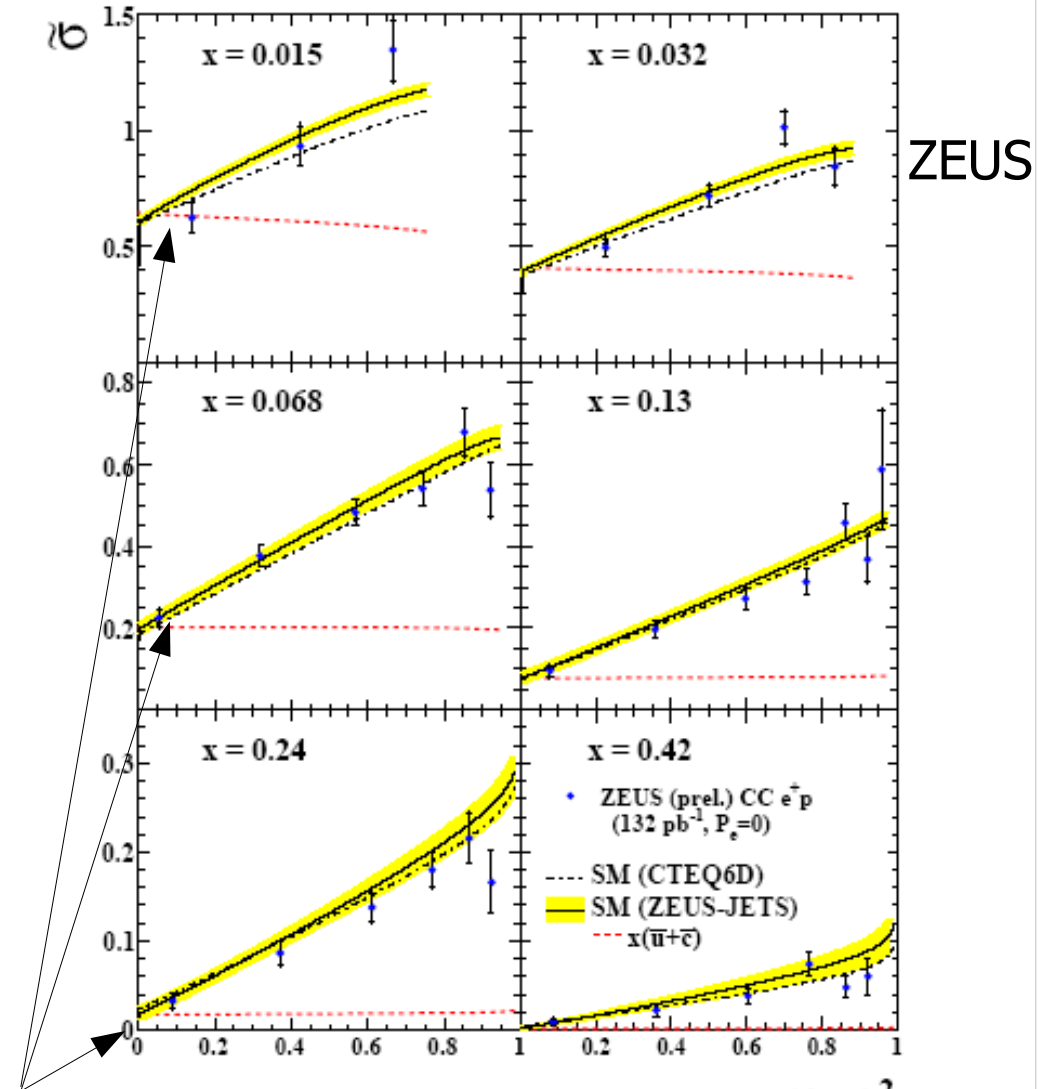 σ̃
1.5
1
0.5
x = 0.015
x = 0.032
ZEUS
0.8
0.6
0.4
0.2
x = 0.068
x = 0.13
0.3
0.2
0.1
0
x = 0.24
x = 0.42
ZEUS (prel.) CC e⁺p
(132 pb⁻¹, Pₑ=0)
SM (CTEQ6D)
SM (ZEUS-JETS)
x(u̅+c̅)
0 0.2 0.4 0.6 0.8 1 0.2 0.4 0.6 0.8 1